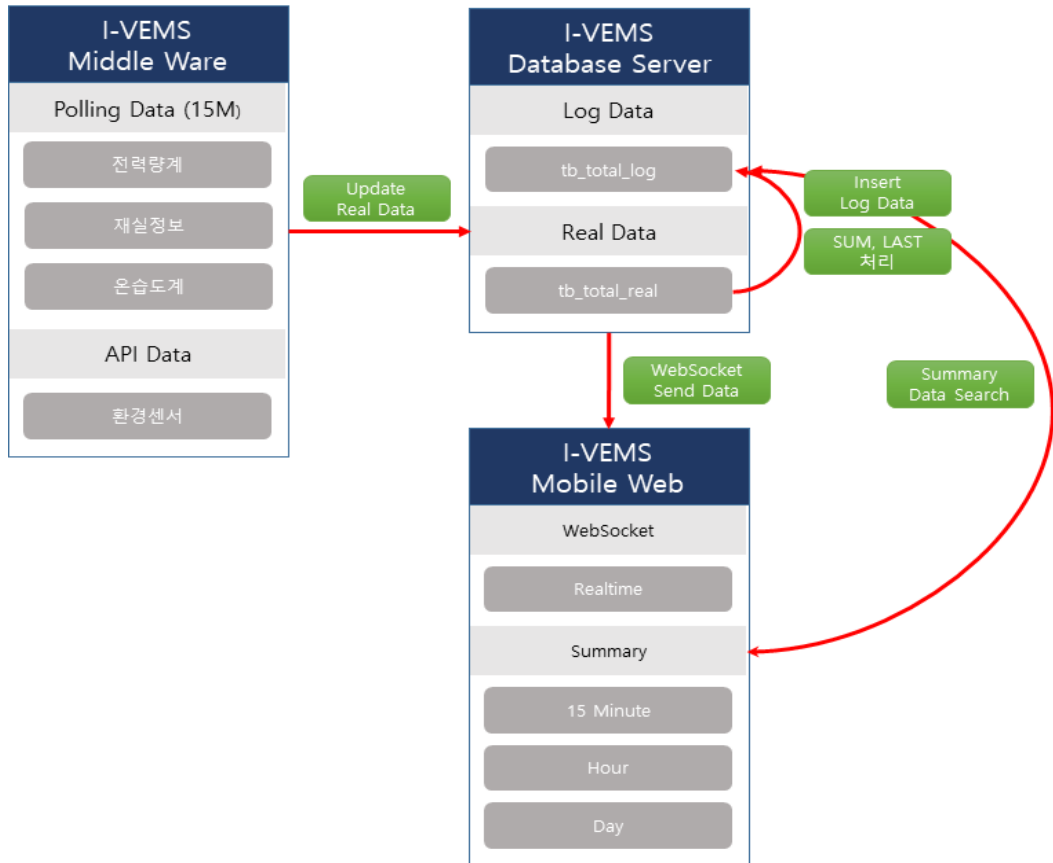 I-VEMS
Middle Ware
Polling Data (15M)
전력량계
재실정보
온습도계
API Data
환경센서
Update
Real Data
I-VEMS
Database Server
Log Data
tb_total_log
Real Data
tb_total_real
Insert
Log Data
SUM, LAST
처리
WebSocket
Send Data
Summary
Data Search
I-VEMS
Mobile Web
WebSocket
Realtime
Summary
15 Minute
Hour
Day